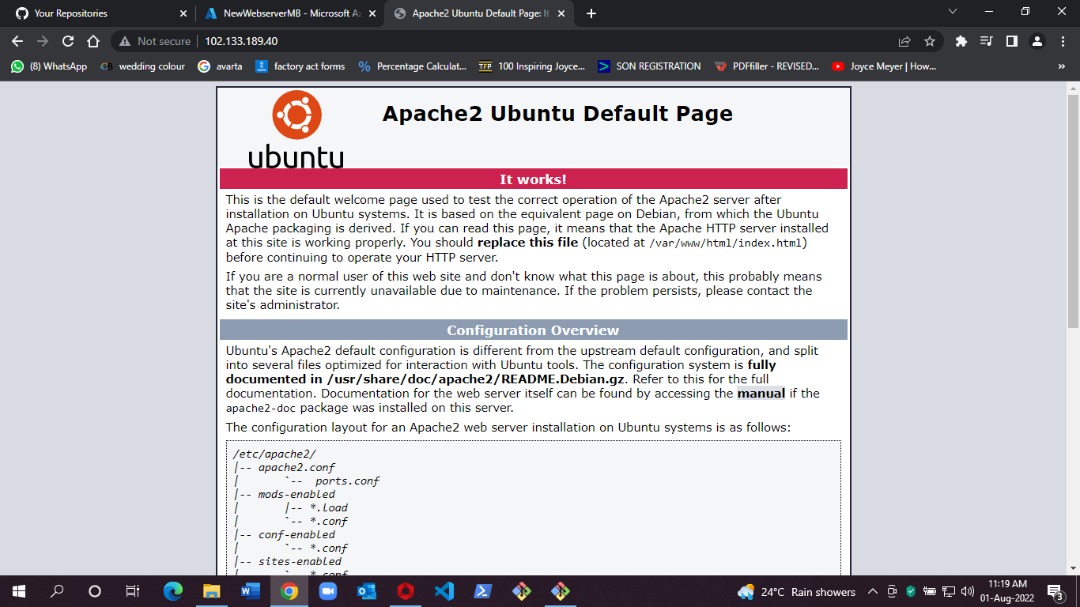 Your Repositories
NewWebserverMB - Microsoft Az
Apache2 Ubuntu Default Page: It
Not secure
102.133.189.40
(8) WhatsApp
wedding colour
avarta
factory act forms
Percentage Calculat...
100 Inspiring Joyce...
SON REGISTRATION
PDFfiller - REVISED...
Joyce Meyer | How...
»
ubuntu
Apache2 Ubuntu Default Page
It works!
This is the default welcome page used to test the correct operation of the Apache2 server after
installation on Ubuntu systems. It is based on the equivalent page on Debian, from which the Ubuntu
Apache packaging is derived. If you can read this page, it means that the Apache HTTP server installed
at this site is working properly. You should replace this file (located at /var/www/html/index.html)
before continuing to operate your HTTP server.
If you are a normal user of this web site and don't know what this page is about, this probably means
that the site is currently unavailable due to maintenance. If the problem persists, please contact the
site's administrator.
Configuration Overview
Ubuntu's Apache2 default configuration is different from the upstream default configuration, and split
into several files optimized for interaction with Ubuntu tools. The configuration system is fully
documented in /usr/share/doc/apache2/README.Debian.gz. Refer to this for the full
documentation. Documentation for the web server itself can be found by accessing the manual if the
apache2-doc package was installed on this server.
The configuration layout for an Apache2 web server installation on Ubuntu systems is as follows:
/etc/apache2/
|-- apache2.conf
|       `--  ports.conf
|-- mods-enabled
|       |-- *.load
|       `-- *.conf
|-- conf-enabled
|       `-- *.conf
|-- sites-enabled
|       `-- *.conf
24°C Rain showers
11:19 AM
01-Aug-2022
3